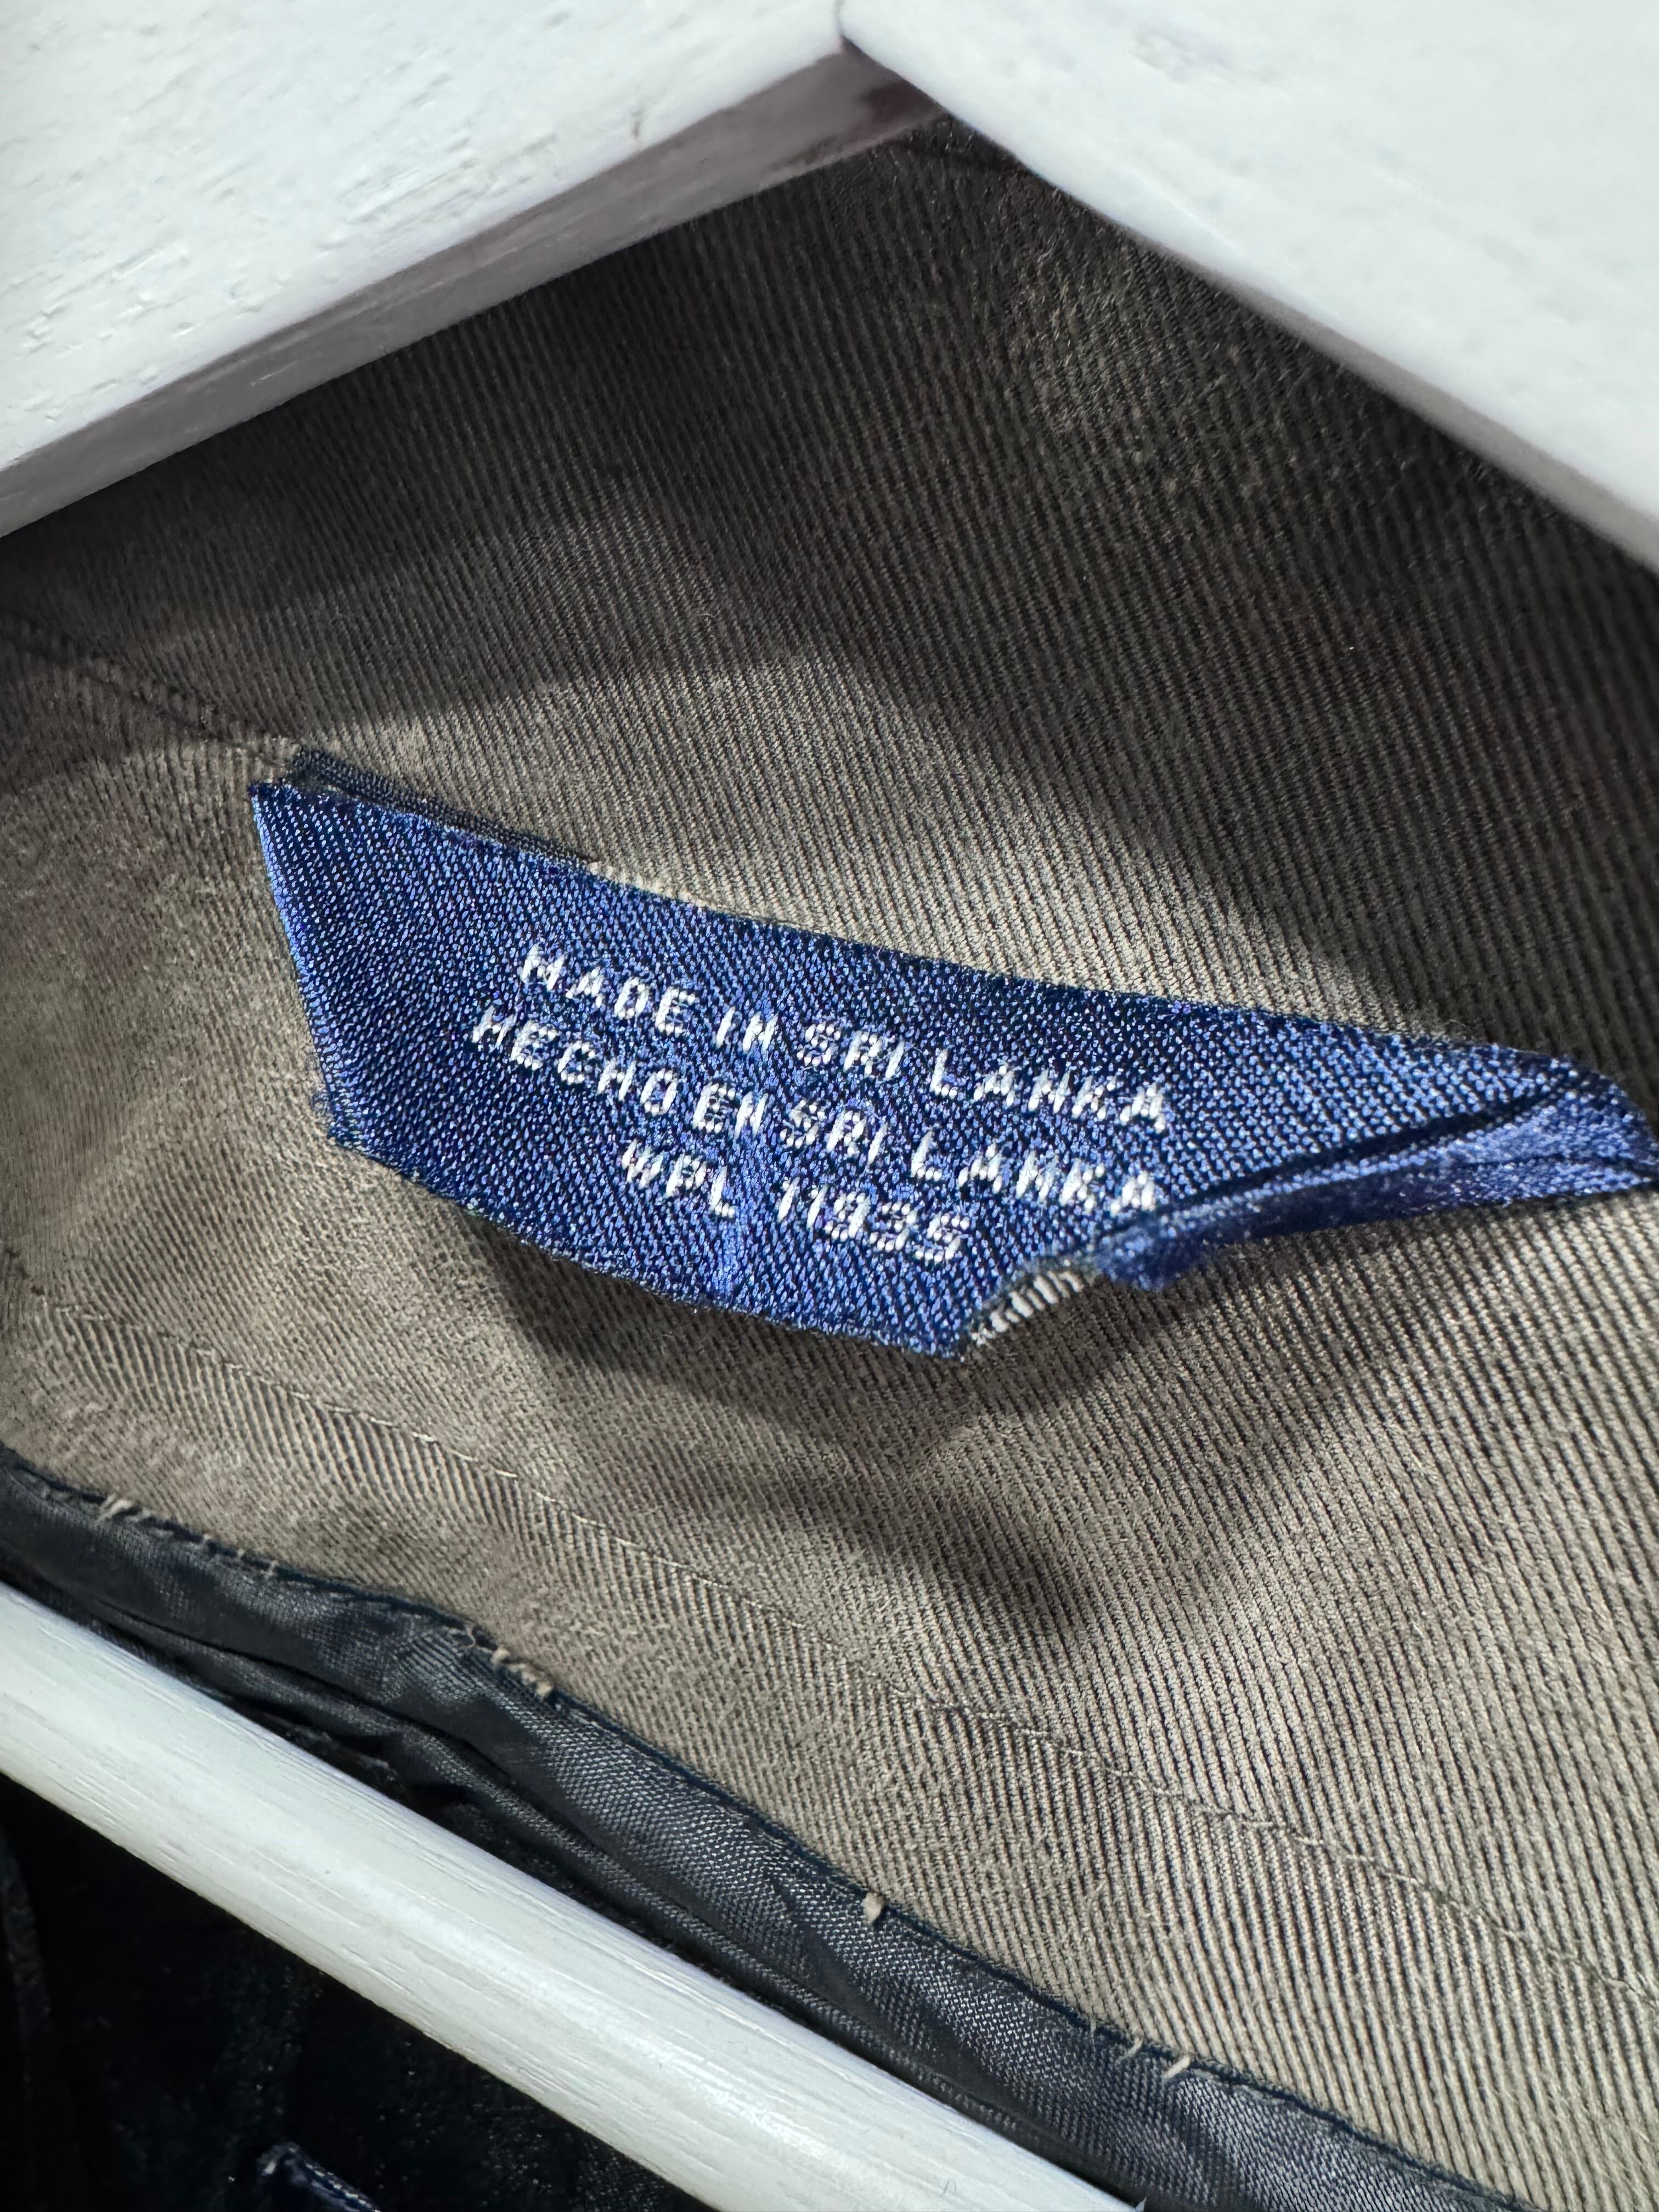 MADE IN SRI LANKA
HECHO EN SRI LANKA
WPL 11935